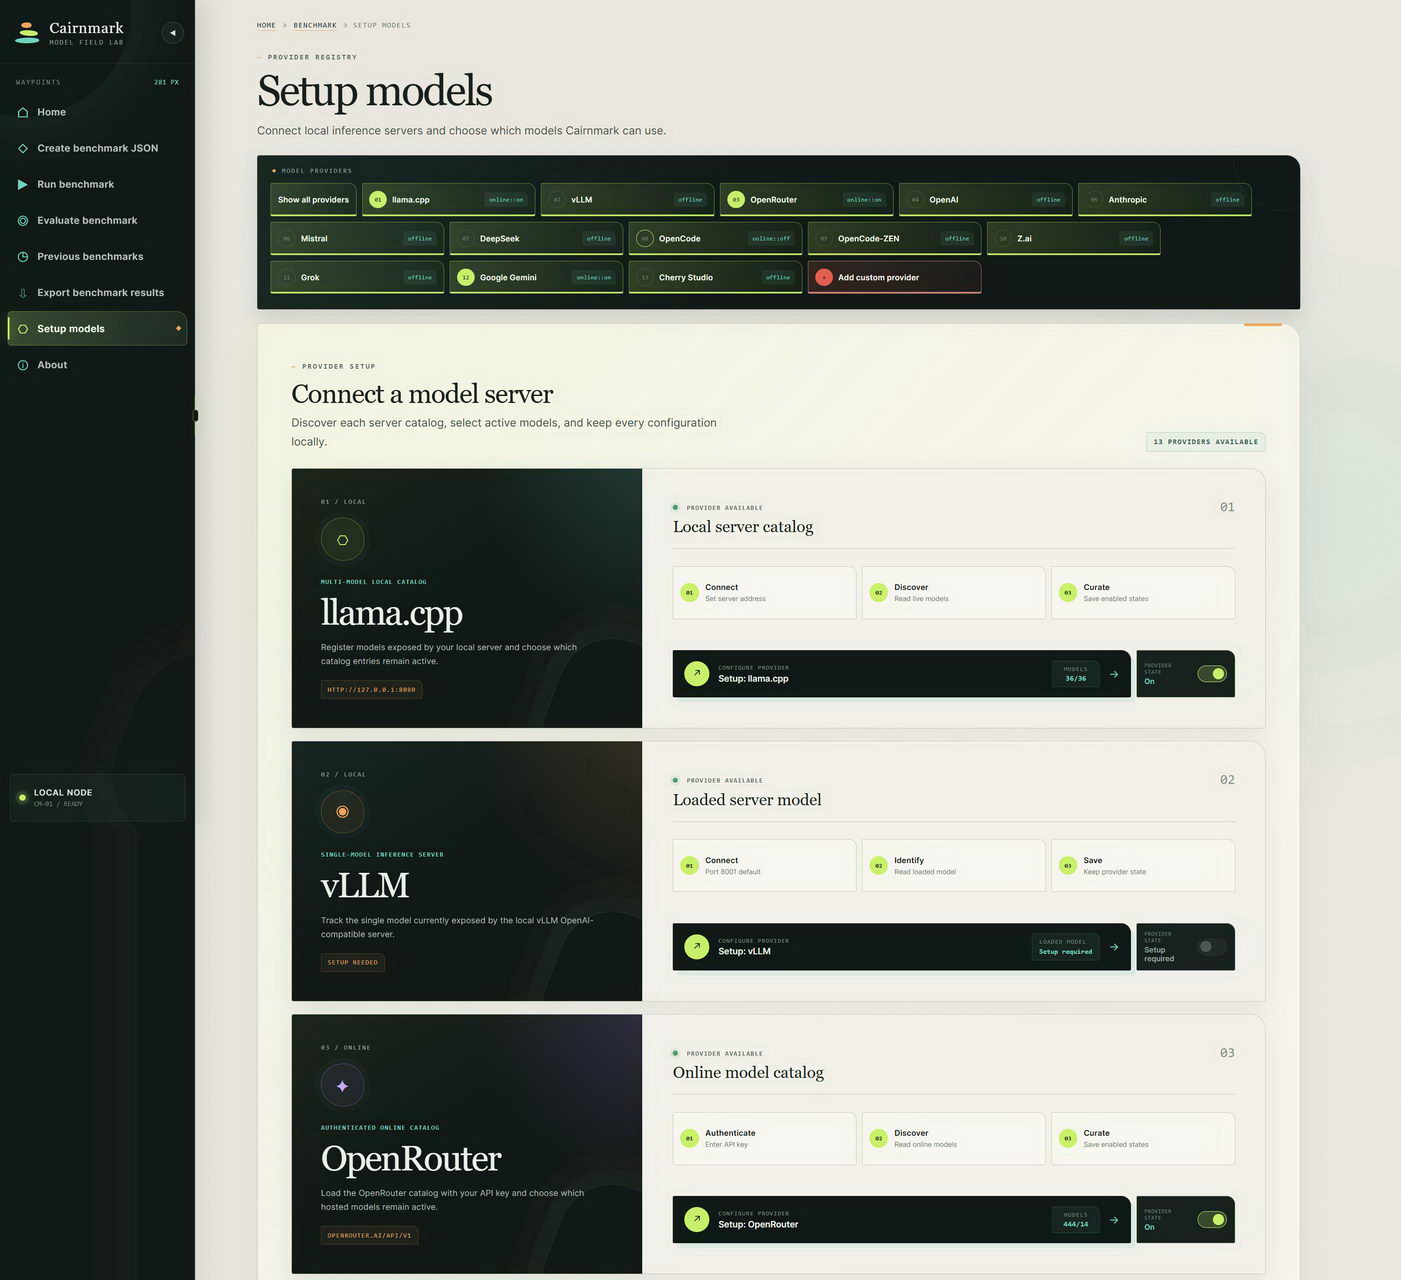 Cairnmark
MODEL FIELD LAB
WAYPOINTS
281 PX
Home
Create benchmark JSON
Run benchmark
Evaluate benchmark
Previous benchmarks
Export benchmark results
Setup models
About
LOCAL NODE
CM-01 / READY
HOME > BENCHMARK > SETUP MODELS
— PROVIDER REGISTRY
Setup models
Connect local inference servers and choose which models Cairnmark can use.
MODEL PROVIDERS
Show all providers
01 llama.cpp online::on
02 vLLM offline
03 OpenRouter online::on
04 OpenAI offline
05 Anthropic offline
06 Mistral offline
07 DeepSeek offline
08 OpenCode online::off
09 OpenCode-ZEN offline
10 Z.ai offline
11 Grok offline
12 Google Gemini online::on
13 Cherry Studio offline
+ Add custom provider
— PROVIDER SETUP
Connect a model server
Discover each server catalog, select active models, and keep every configuration
locally.
13 PROVIDERS AVAILABLE
01 / LOCAL
MULTI-MODEL LOCAL CATALOG
llama.cpp
Register models exposed by your local server and choose which
catalog entries remain active.
HTTP://127.0.0.1:8080
PROVIDER AVAILABLE
01
Local server catalog
01 Connect
Set server address
02 Discover
Read live models
03 Curate
Save enabled states
CONFIGURE PROVIDER
Setup: llama.cpp
MODELS
36/36
PROVIDER
STATE
On
02 / LOCAL
SINGLE-MODEL INFERENCE SERVER
vLLM
Track the single model currently exposed by the local vLLM OpenAI-
compatible server.
SETUP NEEDED
PROVIDER AVAILABLE
02
Loaded server model
01 Connect
Port 8001 default
02 Identify
Read loaded model
03 Save
Keep provider state
CONFIGURE PROVIDER
Setup: vLLM
LOADED MODEL
Setup required
PROVIDER
STATE
Setup
required
03 / ONLINE
AUTHENTICATED ONLINE CATALOG
OpenRouter
Load the OpenRouter catalog with your API key and choose which
hosted models remain active.
OPENROUTER.AI/API/V1
PROVIDER AVAILABLE
03
Online model catalog
01 Authenticate
Enter API key
02 Discover
Read online models
03 Curate
Save enabled states
CONFIGURE PROVIDER
Setup: OpenRouter
MODELS
444/14
PROVIDER
STATE
On